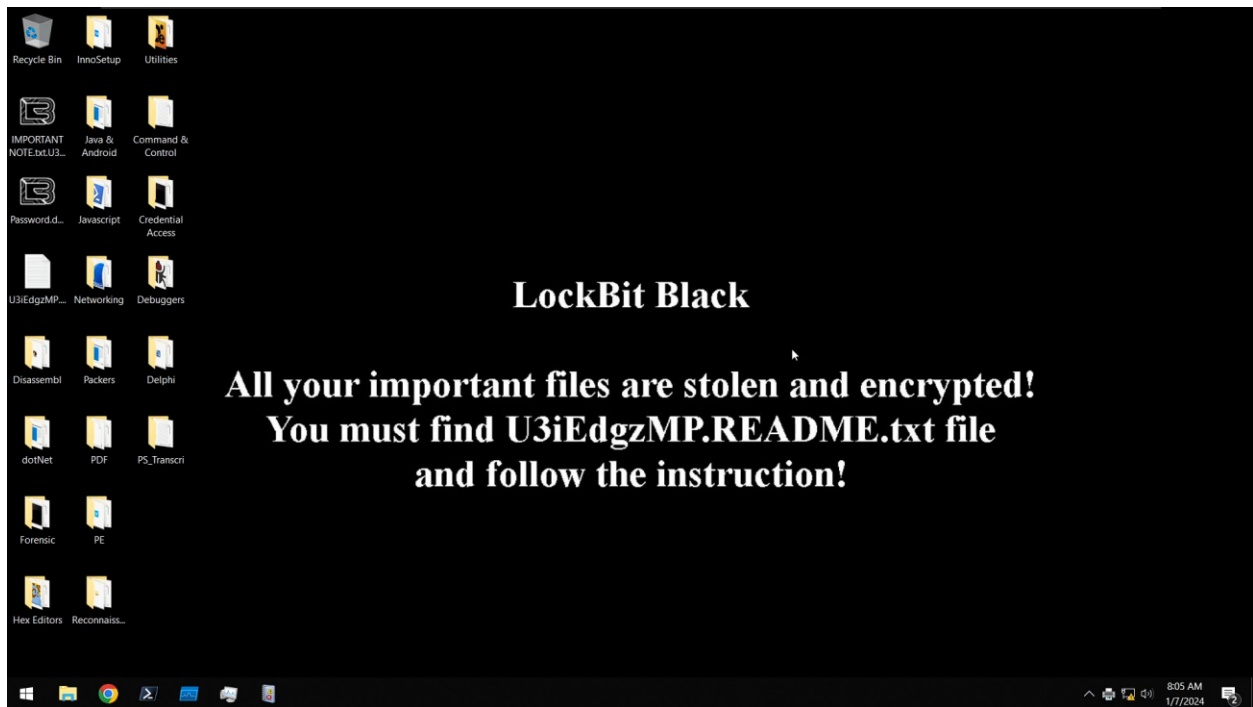 Recycle Bin
InnoSetup
Utilities
IMPORTANT
NOTE.txt.U3...
Java &
Android
Command &
Control
Password.d...
Javascript
Credential
Access
U3iEdgzMP....
Networking
Debuggers
Disassembl
Packers
Delphi
dotNet
PDF
PS_Transcri
Forensic
PE
Hex Editors
Reconnaiss...
LockBit Black
All your important files are stolen and encrypted!
You must find U3iEdgzMP.README.txt file
and follow the instruction!
8:05 AM
1/7/2024
2